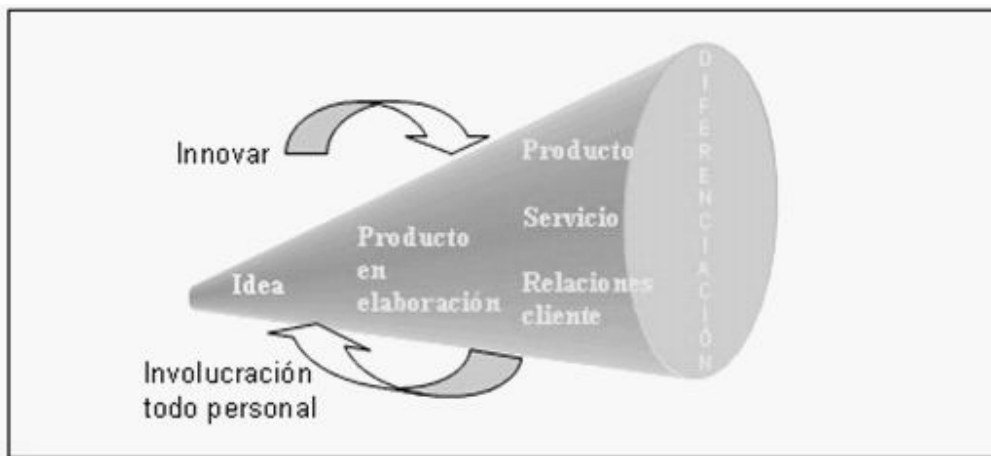 Innovar
Idea
Producto
en
elaboración
Producto
Servicio
Relaciones
cliente
DIFERENCIACIÓN
Involucración
todo personal